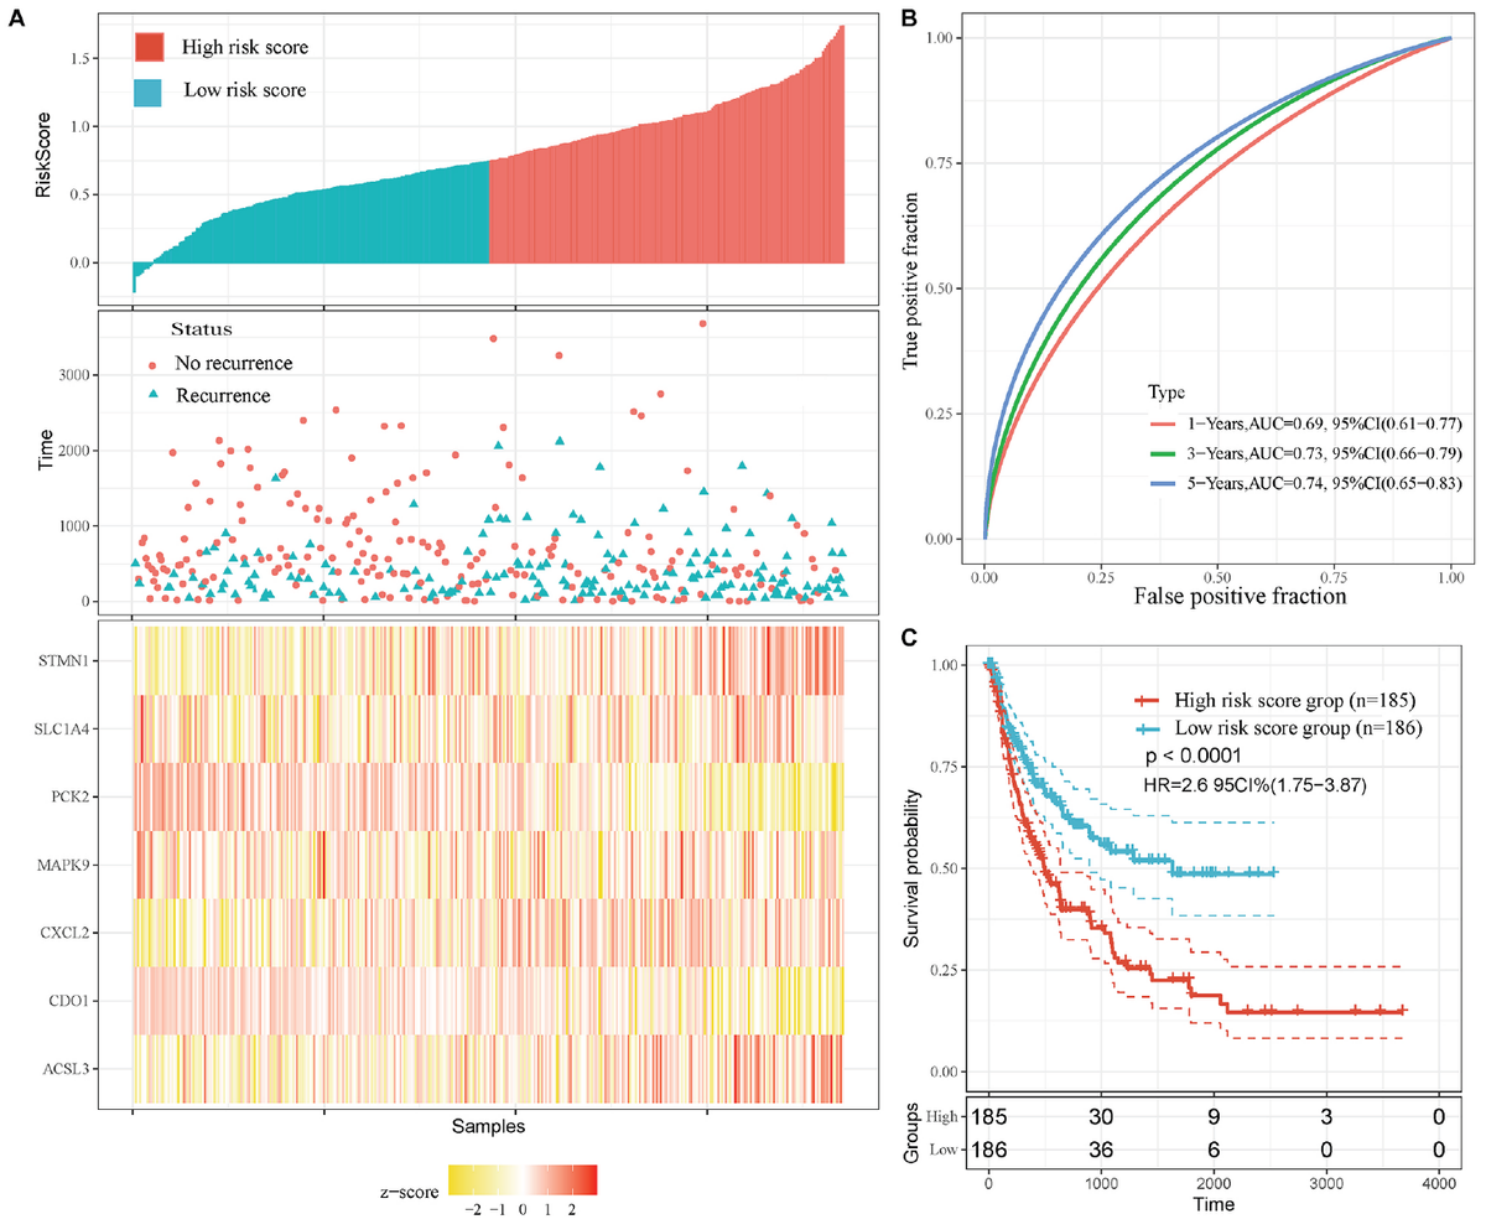 A
RiskScore
1.5
1.0
0.5
0.0
High risk score
Low risk score
Time
3000
2000
1000
0
Status
No recurrence
Recurrence
STMN1
SLC1A4
PCK2
MAPK9
CXCL2
CDO1
ACSL3
Samples
z-score
-2 -1 0 1 2
B
True positive fraction
1.00
0.75
0.50
0.25
0.00
Type
1-Years,AUC=0.69, 95%CI(0.61-0.77)
3-Years,AUC=0.73, 95%CI(0.66-0.79)
5-Years,AUC=0.74, 95%CI(0.65-0.83)
0.00 0.25 0.50 0.75 1.00
False positive fraction
C
Survival probability
1.00
0.75
0.50
0.25
0.00
High risk score grop (n=185)
Low risk score group (n=186)
p < 0.0001
HR=2.6 95CI%(1.75-3.87)
Groups
High 185 30 9 3 0
Low 186 36 6 0 0
0 1000 2000 3000 4000
Time